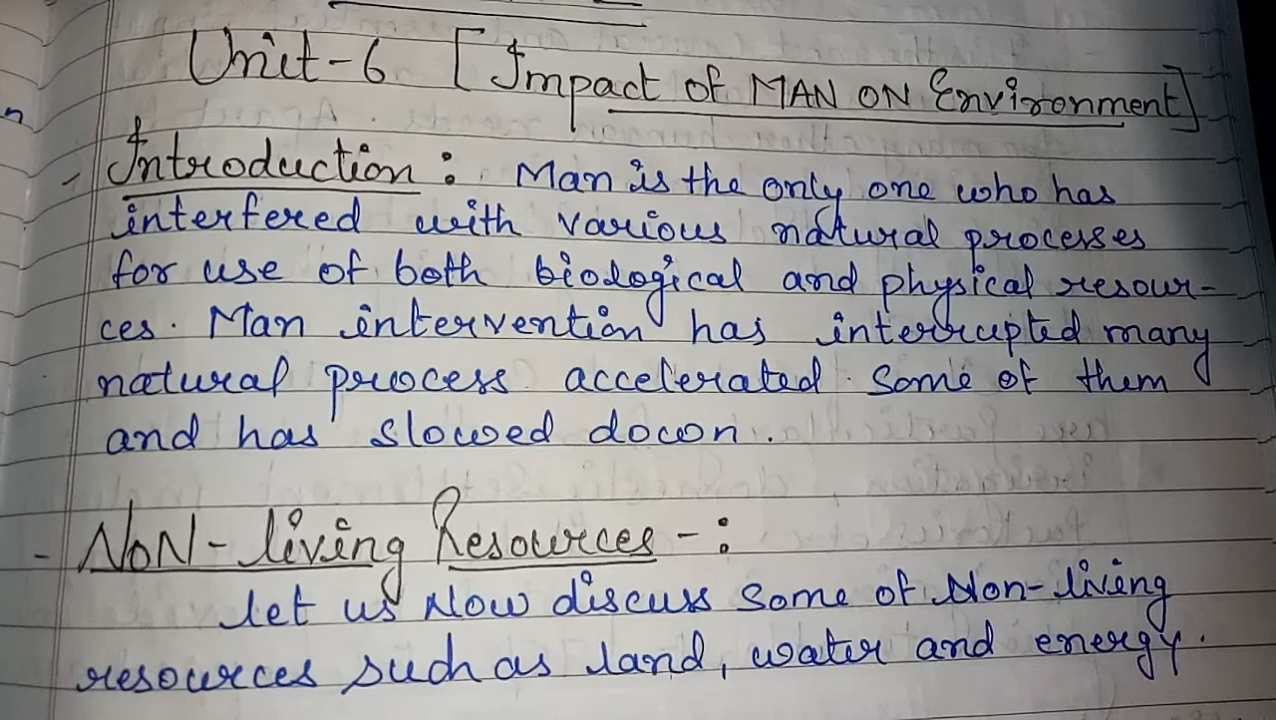 Unit-6 [Impact of MAN ON Environment]
- Introduction : Man is the only one who has
interfered with various natural processes
for use of both biological and physical resour-
ces. Man intervention has interrupted many
natural process accelerated some of them
and has slowed down.
- NoN-living Resources -:
let us Now discuss some of Non-living
resources such as land, water and energy.